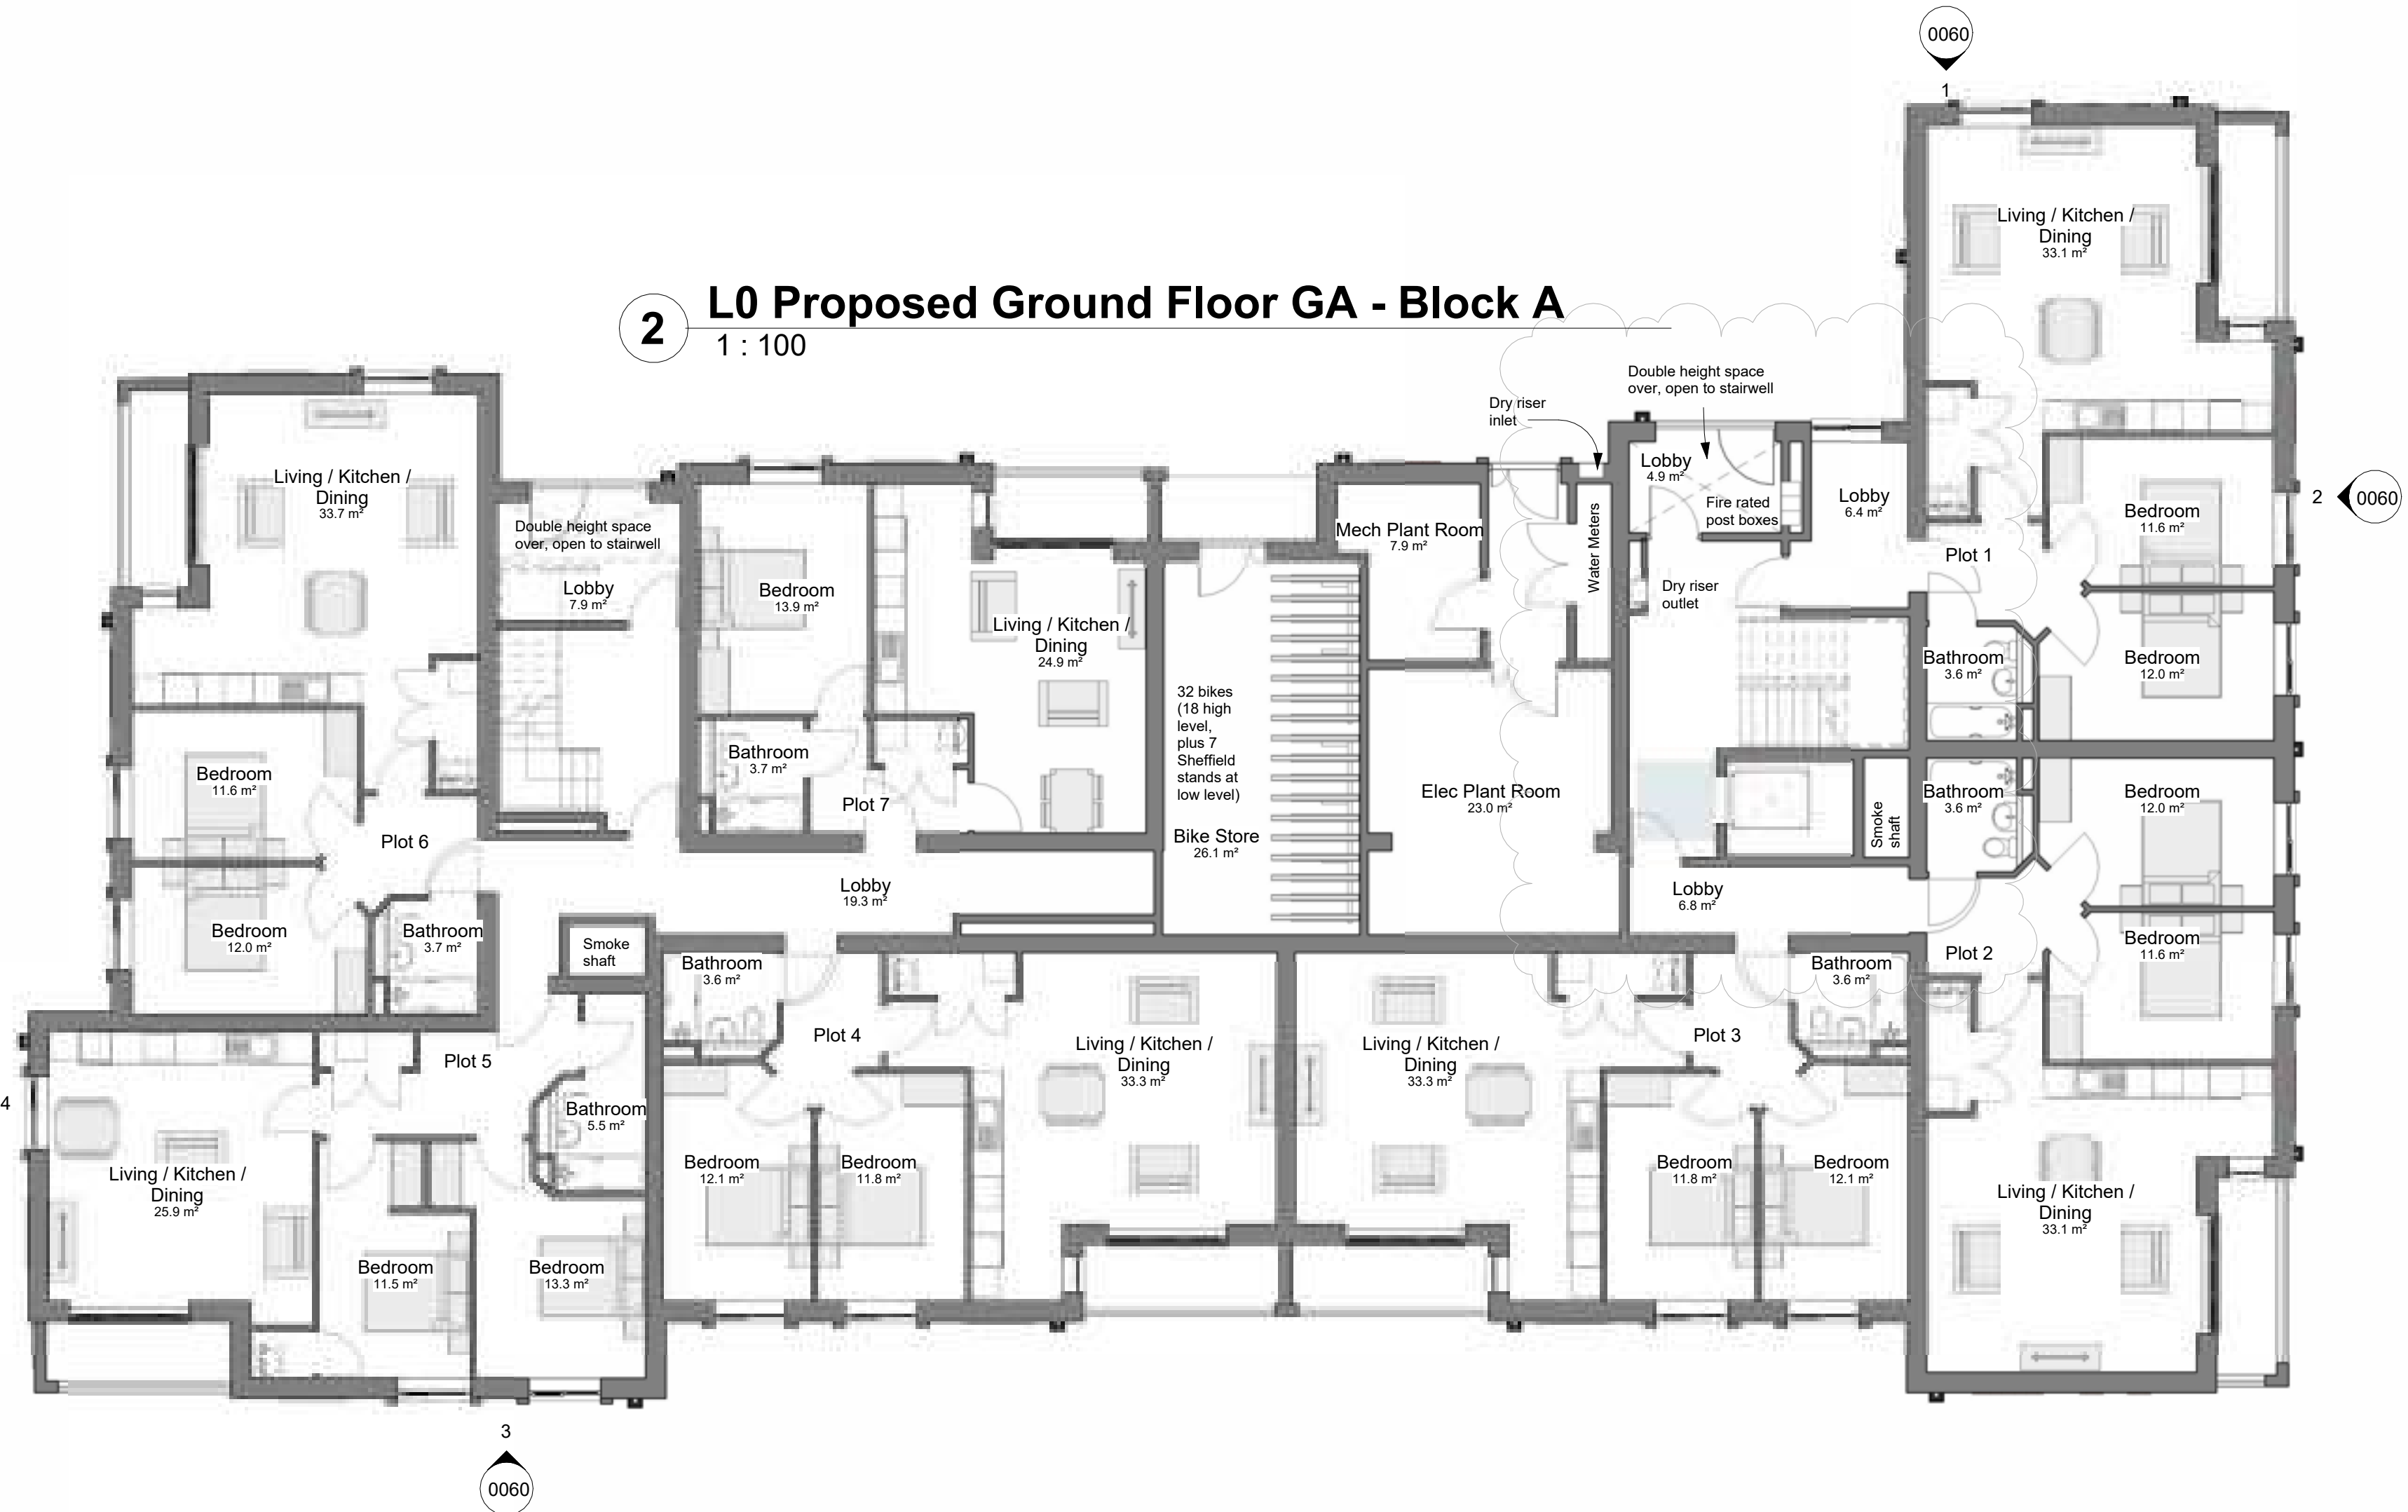 0060
1
2
L0 Proposed Ground Floor GA - Block A
1 : 100
Living / Kitchen /
Dining
33.1 m²
Double height space
over, open to stairwell
Dry riser
inlet
Lobby
4.9 m²
Fire rated
post boxes
Lobby
6.4 m²
Bedroom
11.6 m²
2
0060
Living / Kitchen /
Dining
33.7 m²
Double height space
over, open to stairwell
Lobby
7.9 m²
Bedroom
13.9 m²
Living / Kitchen /
Dining
24.9 m²
Mech Plant Room
7.9 m²
Water Meters
Dry riser
outlet
Plot 1
Bathroom
3.6 m²
Bedroom
12.0 m²
32 bikes
(18 high
level,
plus 7
Sheffield
stands at
low level)
Bike Store
26.1 m²
Elec Plant Room
23.0 m²
Smoke
shaft
Bathroom
3.6 m²
Bedroom
12.0 m²
Bedroom
11.6 m²
Bathroom
3.7 m²
Plot 7
Plot 6
Bedroom
12.0 m²
Bathroom
3.7 m²
Lobby
19.3 m²
Lobby
6.8 m²
Plot 2
Bedroom
11.6 m²
Smoke
shaft
Bathroom
3.6 m²
Bathroom
3.6 m²
Plot 5
Plot 4
Living / Kitchen /
Dining
33.3 m²
Living / Kitchen /
Dining
33.3 m²
Plot 3
4
Bathroom
5.5 m²
Living / Kitchen /
Dining
25.9 m²
Bedroom
12.1 m²
Bedroom
11.8 m²
Bedroom
11.8 m²
Bedroom
12.1 m²
Living / Kitchen /
Dining
33.1 m²
Bedroom
11.5 m²
Bedroom
13.3 m²
3
0060